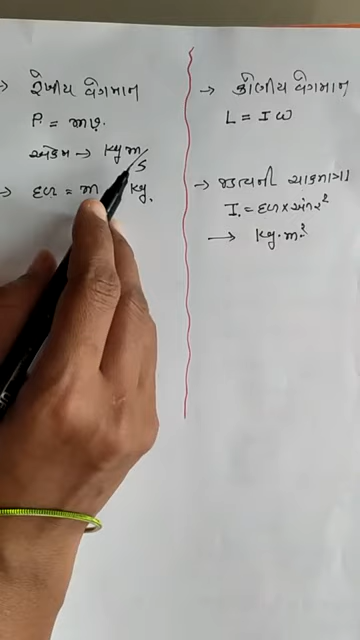 → રેખીય વેગમાન
P = mv.
એકમ → kg m/s
→ દળ = m kg.
→ કોણીય વેગમાન
L = I ω
→ જડત્વની ચાકમાત્રા
I = દળ × અંતર²
→ kg·m²